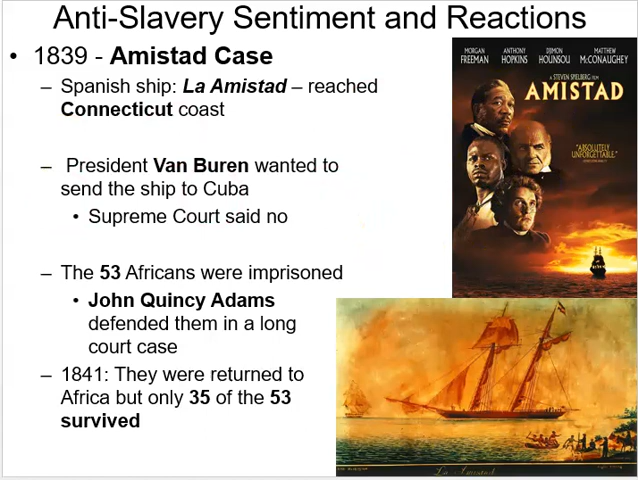 Anti-Slavery Sentiment and Reactions
• 1839 - Amistad Case
– Spanish ship: La Amistad – reached
Connecticut coast
– President Van Buren wanted to
send the ship to Cuba
• Supreme Court said no
– The 53 Africans were imprisoned
• John Quincy Adams
defended them in a long
court case
– 1841: They were returned to
Africa but only 35 of the 53
survived
MORGAN FREEMAN ANTHONY HOPKINS DJIMON HOUNSOU MATTHEW McCONAUGHEY
A STEVEN SPIELBERG FILM
AMISTAD
"ABSOLUTELY
UNFORGETTABLE."